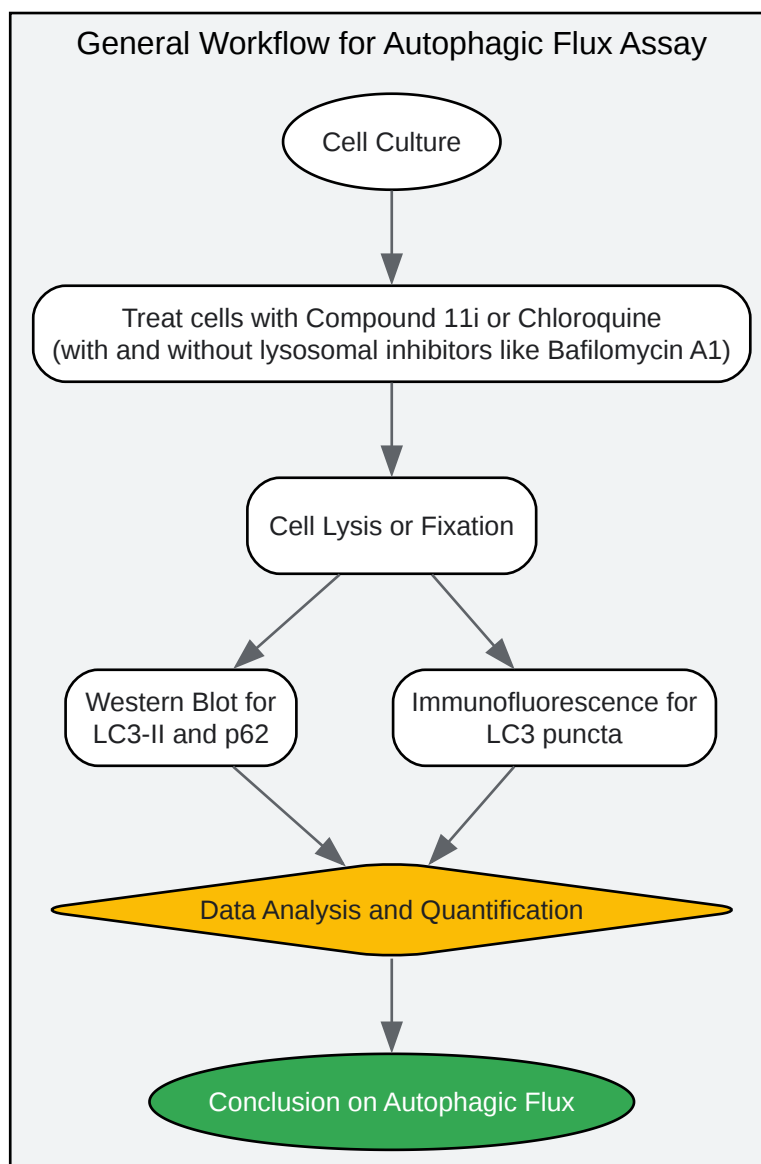 General Workflow for Autophagic Flux Assay
Cell Culture
Treat cells with Compound 11i or Chloroquine
(with and without lysosomal inhibitors like Bafilomycin A1)
Cell Lysis or Fixation
Western Blot for
LC3-II and p62
Immunofluorescence for
LC3 puncta
Data Analysis and Quantification
Conclusion on Autophagic Flux